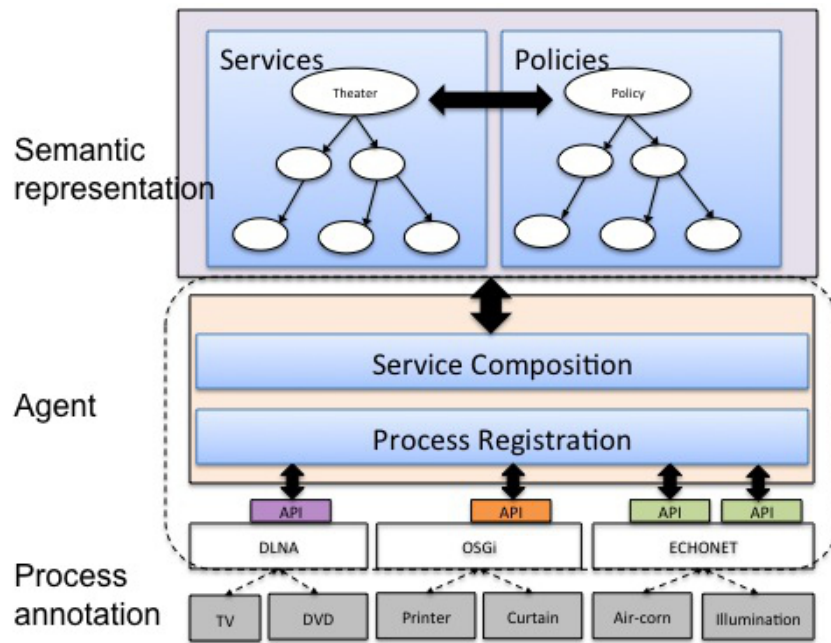 Services
Policies
Theater
Policy
Semantic
representation
Service Composition
Agent
Process Registration
API
API
API
API
DLNA
OSGi
ECHONET
Process
annotation
TV
DVD
Printer
Curtain
Air-corn
Illumination